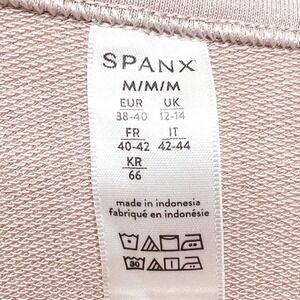 SPANX
M/M/M
EUR UK
38-40 12-14
FR IT
40-42 42-44
KR
66
made in indonesia
fabriqué en indonésie
30